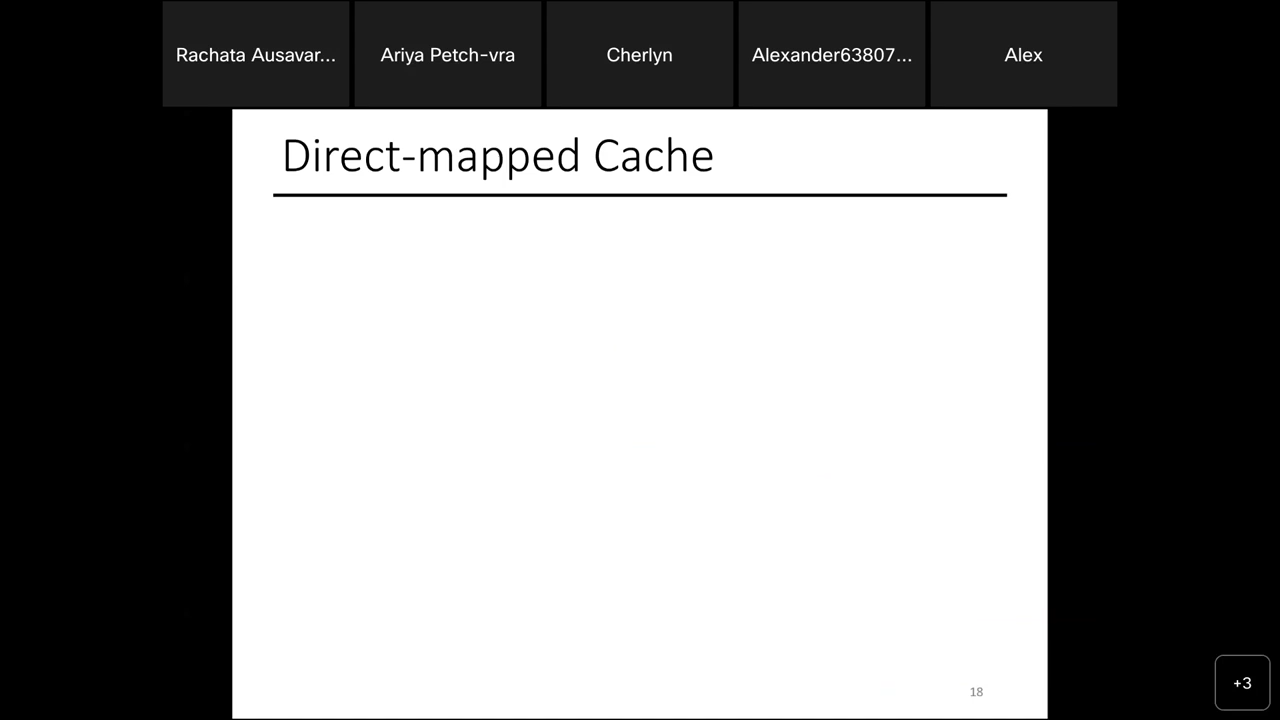 Rachata Ausavar...
Ariya Petch-vra
Cherlyn
Alexander63807...
Alex
Direct-mapped Cache
18
+3